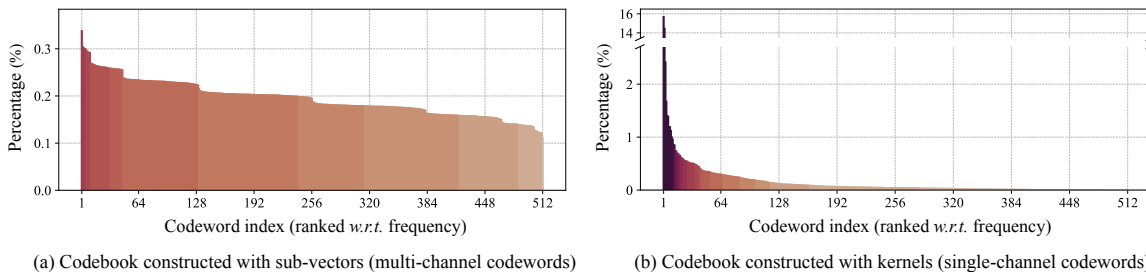 Percentage (%)
0.3
0.2
0.1
0.0
1 64 128 192 256 320 384 448 512
Codeword index (ranked w.r.t. frequency)
(a) Codebook constructed with sub-vectors (multi-channel codewords)
Percentage (%)
16
14
2
1
0
1 64 128 192 256 320 384 448 512
Codeword index (ranked w.r.t. frequency)
(b) Codebook constructed with kernels (single-channel codewords)